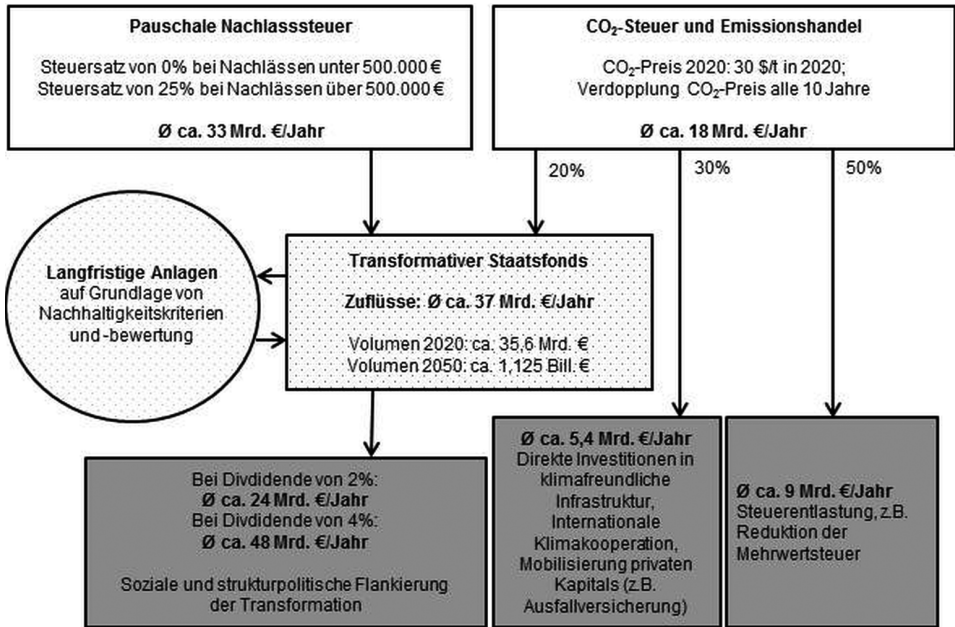 Pauschale Nachlasssteuer
Steuersatz von 0% bei Nachlässen unter 500.000 €
Steuersatz von 25% bei Nachlässen über 500.000 €
Ø ca. 33 Mrd. €/Jahr
CO₂-Steuer und Emissionshandel
CO₂-Preis 2020: 30 $/t in 2020;
Verdopplung CO₂-Preis alle 10 Jahre
Ø ca. 18 Mrd. €/Jahr
20%
30%
50%
Langfristige Anlagen
auf Grundlage von
Nachhaltigkeitskriterien
und -bewertung
Transformativer Staatsfonds
Zuflüsse: Ø ca. 37 Mrd. €/Jahr
Volumen 2020: ca. 35,6 Mrd. €
Volumen 2050: ca. 1,125 Bill. €
Bei Divdidende von 2%:
Ø ca. 24 Mrd. €/Jahr
Bei Divdidende von 4%:
Ø ca. 48 Mrd. €/Jahr
Soziale und strukturpolitische Flankierung
der Transformation
Ø ca. 5,4 Mrd. €/Jahr
Direkte Investitionen in
klimafreundliche
Infrastruktur,
Internationale
Klimakooperation,
Mobilisierung privaten
Kapitals (z.B.
Ausfallversicherung)
Ø ca. 9 Mrd. €/Jahr
Steuerentlastung, z.B.
Reduktion der
Mehrwertsteuer